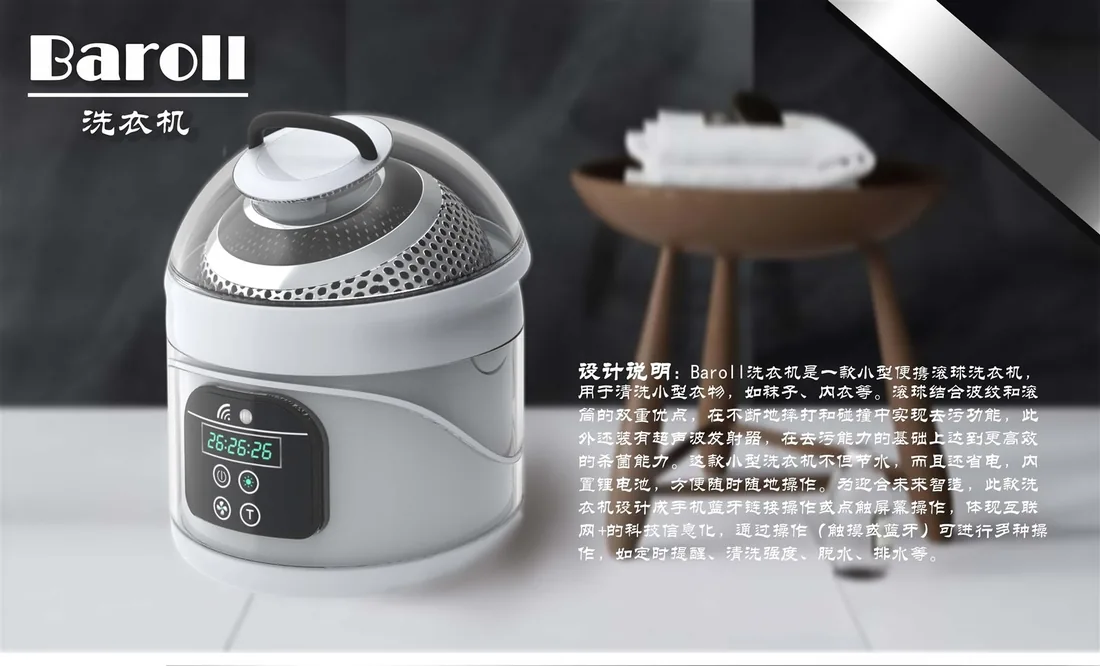 Baroll
洗衣机
26:26:26
T
设计说明：Baroll洗衣机是一款小型便携滚球洗衣机，
用于清洗小型衣物，如袜子、内衣等。滚球结合波纹和滚
筒的双重优点，在不断地摔打和碰撞中实现去污功能，此
外还装有超声波发射器，在去污能力的基础上达到更高效
的杀菌能力。这款小型洗衣机不但节水，而且还省电，内
置锂电池，方便随时随地操作。为迎合未来智造，此款洗
衣机设计成手机蓝牙链接操作或点触屏幕操作，体现互联
网+的科技信息化，通过操作（触摸或蓝牙）可进行多种操
作，如定时提醒、清洗强度、脱水、排水等。